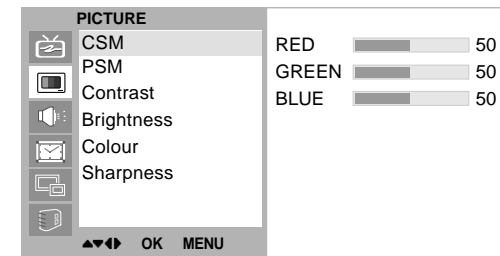 PICTURE
CSM
PSM
Contrast
Brightness
Colour
Sharpness
RED 50
GREEN 50
BLUE 50
▲▼◀▶ OK MENU